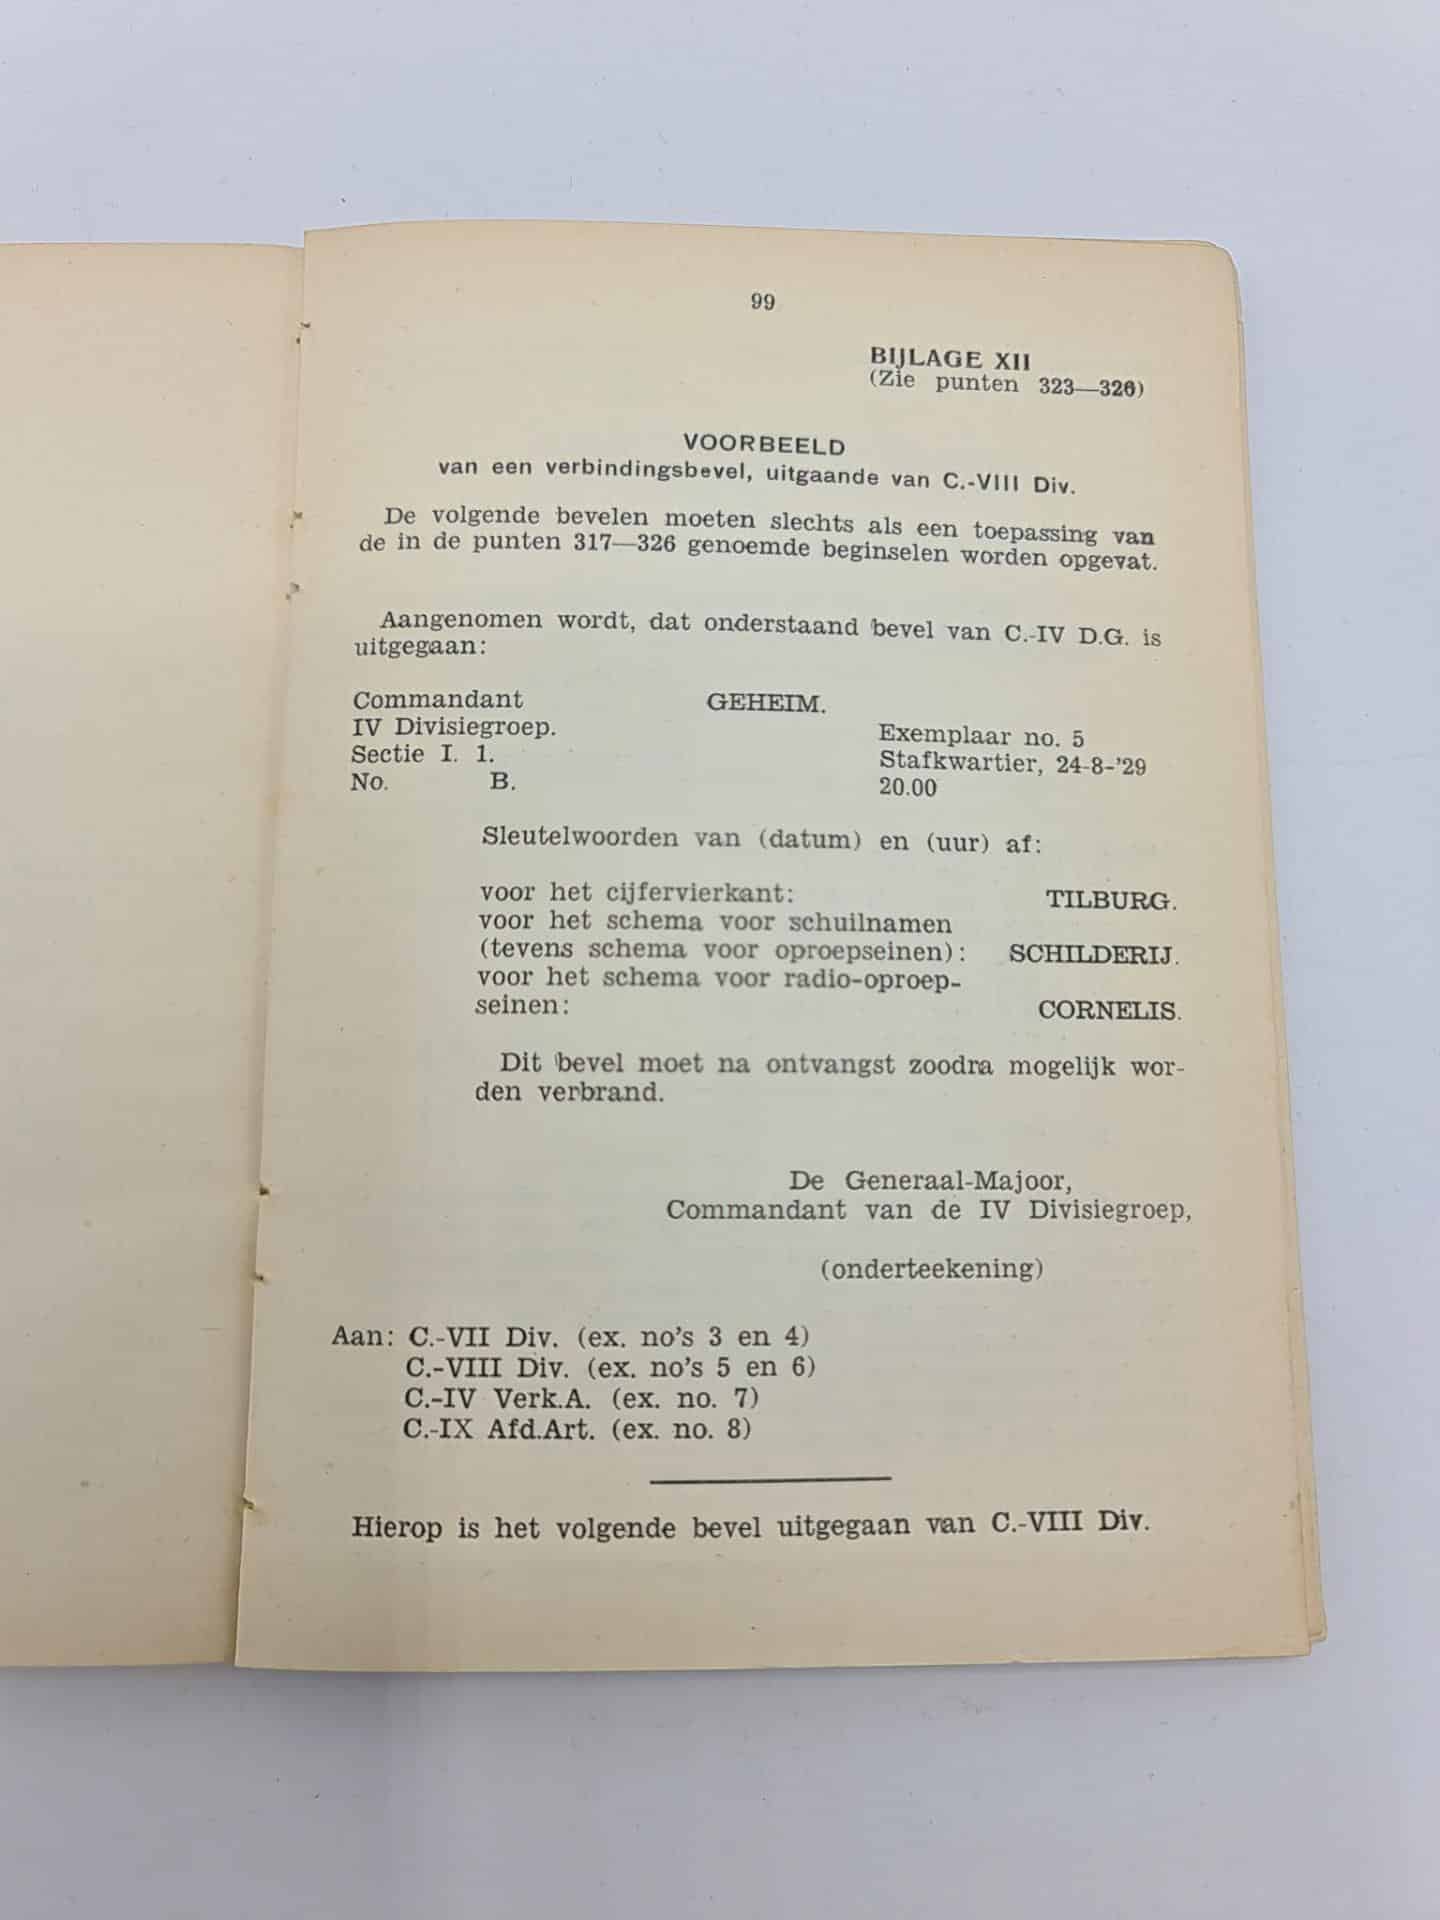 99
BIJLAGE XII
(Zie punten 323—326)
VOORBEELD
van een verbindingsbevel, uitgaande van C.-VIII Div.
De volgende bevelen moeten slechts als een toepassing van
de in de punten 317—326 genoemde beginselen worden opgevat.
Aangenomen wordt, dat onderstaand bevel van C.-IV D.G. is
uitgegaan:
Commandant GEHEIM.
IV Divisiegroep. Exemplaar no. 5
Sectie I. 1. Stafkwartier, 24-8-'29
No. B. 20.00
Sleutelwoorden van (datum) en (uur) af:
voor het cijfervierkant: TILBURG.
voor het schema voor schuilnamen
(tevens schema voor oproepseinen): SCHILDERIJ.
voor het schema voor radio-oproep-
seinen: CORNELIS.
Dit bevel moet na ontvangst zoodra mogelijk wor-
den verbrand.
De Generaal-Majoor,
Commandant van de IV Divisiegroep,
(onderteekening)
Aan: C.-VII Div. (ex. no's 3 en 4)
C.-VIII Div. (ex. no's 5 en 6)
C.-IV Verk.A. (ex. no. 7)
C.-IX Afd.Art. (ex. no. 8)
Hierop is het volgende bevel uitgegaan van C.-VIII Div.